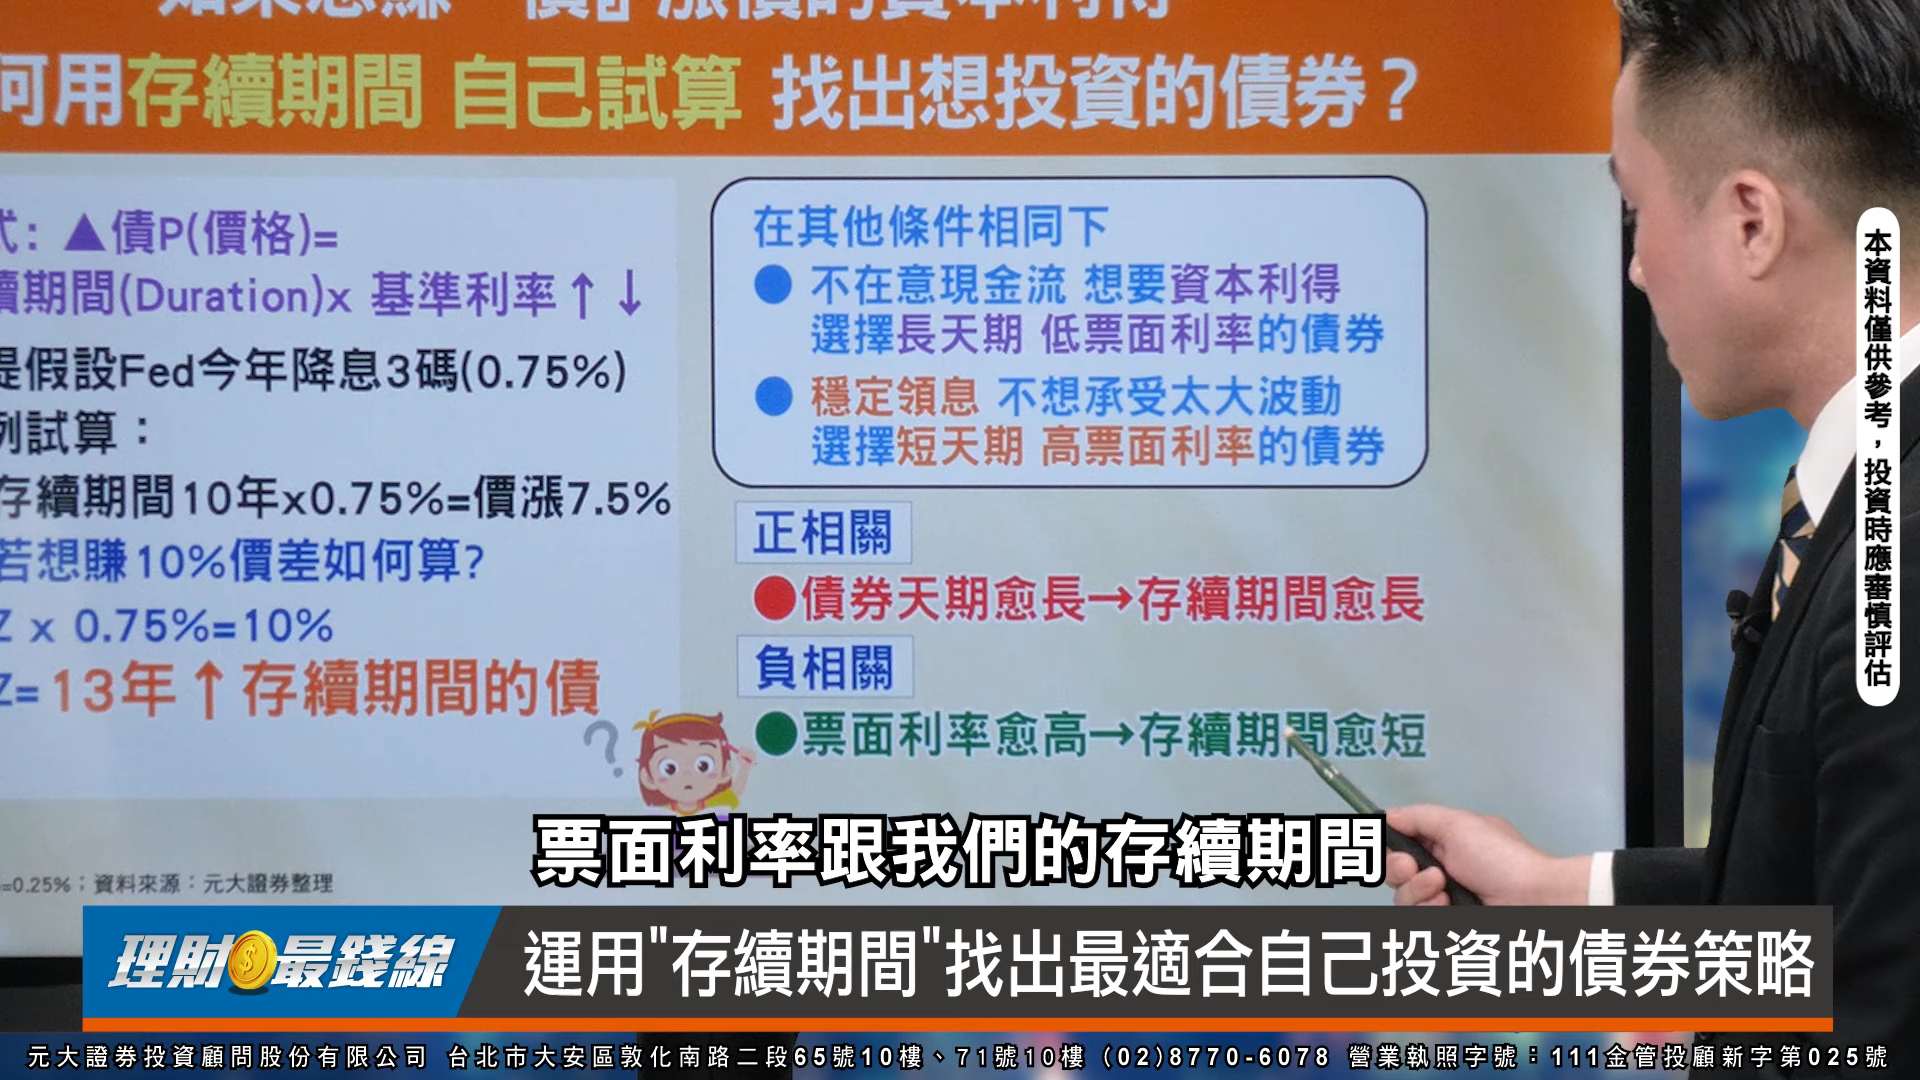 如果想賺"債"漲價的資本利得
何用存續期間 自己試算 找出想投資的債券？
式：▲債P(價格)=
續期間(Duration)x 基準利率↑↓
是假設Fed今年降息3碼(0.75%)
例試算：
存續期間10年x0.75%=價漲7.5%
若想賺10%價差如何算?
Z x 0.75%=10%
Z= 13年↑存續期間的債
?
=0.25%；資料來源：元大證券整理
在其他條件相同下
● 不在意現金流 想要資本利得
選擇長天期 低票面利率的債券
● 穩定領息 不想承受太大波動
選擇短天期 高票面利率的債券
正相關
●債券天期愈長→存續期間愈長
負相關
●票面利率愈高→存續期間愈短
本資料僅供參考，投資時應審慎評估
票面利率跟我們的存續期間
理財$最錢線
運用"存續期間"找出最適合自己投資的債券策略
元大證券投資顧問股份有限公司 台北市大安區敦化南路二段65號10樓、71號10樓 (02)8770-6078 營業執照字號：111金管投顧新字第025號